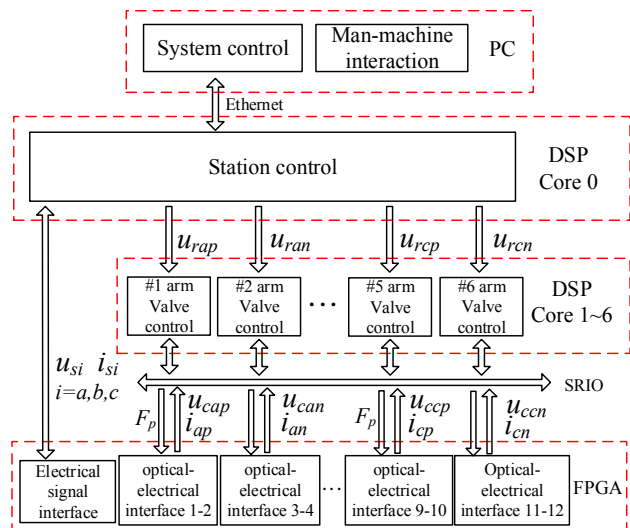 System control
Man-machine
interaction
PC
Ethernet
Station control
DSP
Core 0
u_rap
u_ran
u_rcp
u_rcn
#1 arm
Valve
control
#2 arm
Valve
control
...
#5 arm
Valve
control
#6 arm
Valve
control
DSP
Core 1~6
u_si i_si
i=a,b,c
SRIO
F_p
u_cap
i_ap
u_can
i_an
F_p
u_ccp
i_cp
u_ccn
i_cn
Electrical
signal
interface
optical-
electrical
interface 1-2
optical-
electrical
interface 3-4
...
optical-
electrical
interface 9-10
Optical-
electrical
interface 11-12
FPGA